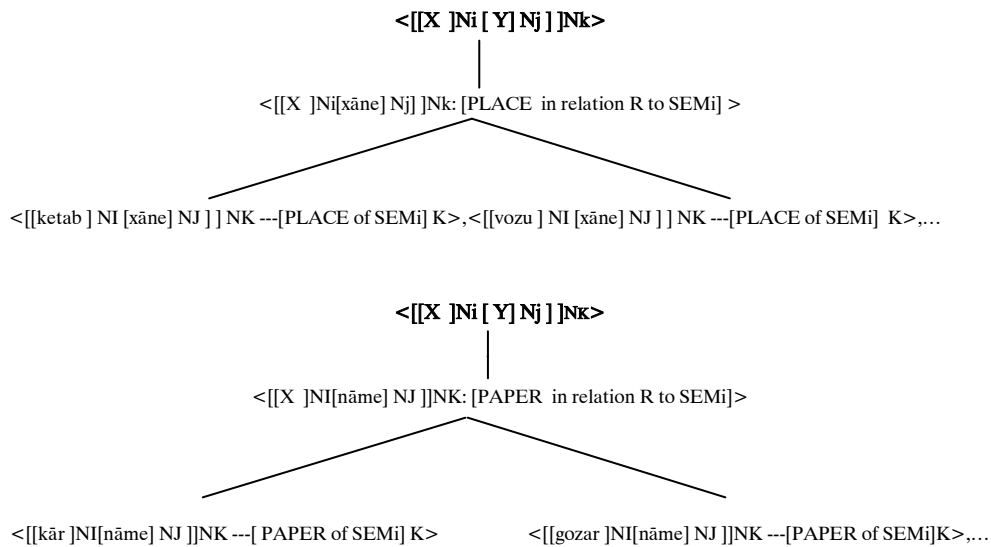 <[[X ]Ni [ Y] Nj ] ]Nk>
<[[X ]Ni[xāne] Nj] ]Nk: [PLACE in relation R to SEMi] >
<[[ketab ] NI [xāne] NJ ] ] NK ---[PLACE of SEMi] K>,<[[vozu ] NI [xāne] NJ ] ] NK ---[PLACE of SEMi] K>,…
<[[X ]Ni [ Y] Nj ] ]NK>
<[[X ]NI[nāme] NJ ]]NK: [PAPER in relation R to SEMi]>
<[[kār ]NI[nāme] NJ ]]NK ---[ PAPER of SEMi] K> <[[gozar ]NI[nāme] NJ ]]NK ---[PAPER of SEMi]K>,…